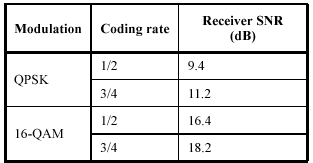 Modulation Coding rate Receiver SNR
(dB)
QPSK 1/2 9.4
3/4 11.2
16-QAM 1/2 16.4
3/4 18.2